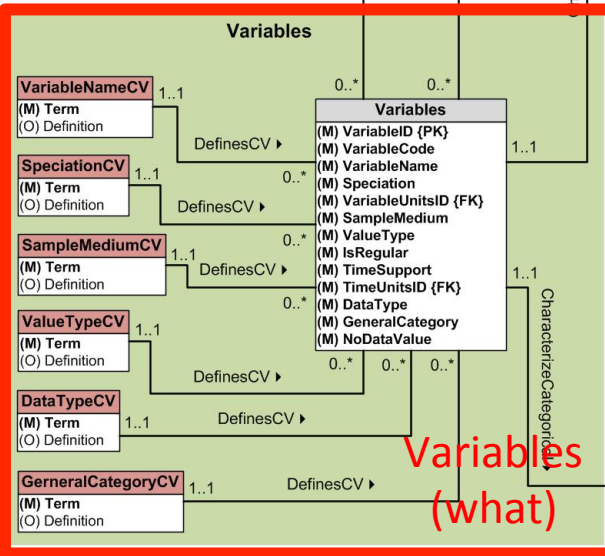 Variables
VariableNameCV
(M) Term
(O) Definition
1..1
DefinesCV
0..*
SpeciationCV
(M) Term
(O) Definition
1..1
DefinesCV
0..*
SampleMediumCV
(M) Term
(O) Definition
1..1
DefinesCV
0..*
ValueTypeCV
(M) Term
(O) Definition
1..1
DefinesCV
DataTypeCV
(M) Term
(O) Definition
1..1
DefinesCV
GerneralCategoryCV
(M) Term
(O) Definition
1..1
DefinesCV
0..*
0..*
Variables
(M) VariableID {PK}
(M) VariableCode
(M) VariableName
(M) Speciation
(M) VariableUnitsID {FK}
(M) SampleMedium
(M) ValueType
(M) IsRegular
(M) TimeSupport
(M) TimeUnitsID {FK}
(M) DataType
(M) GeneralCategory
(M) NoDataValue
1..1
1..1
0..*
0..*
0..*
CharacterizeCategorical
Variables
(what)